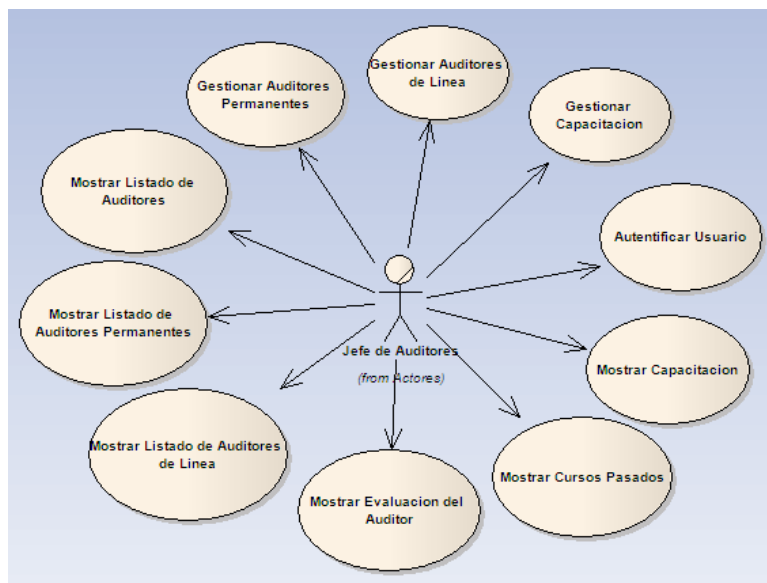 Gestionar Auditores
Permanentes
Gestionar Auditores
de Linea
Gestionar
Capacitacion
Mostrar Listado de
Auditores
Autentificar Usuario
Mostrar Listado de
Auditores Permanentes
Jefe de Auditores
(from Actores)
Mostrar Capacitacion
Mostrar Listado de Auditores
de Linea
Mostrar Evaluacion del
Auditor
Mostrar Cursos Pasados